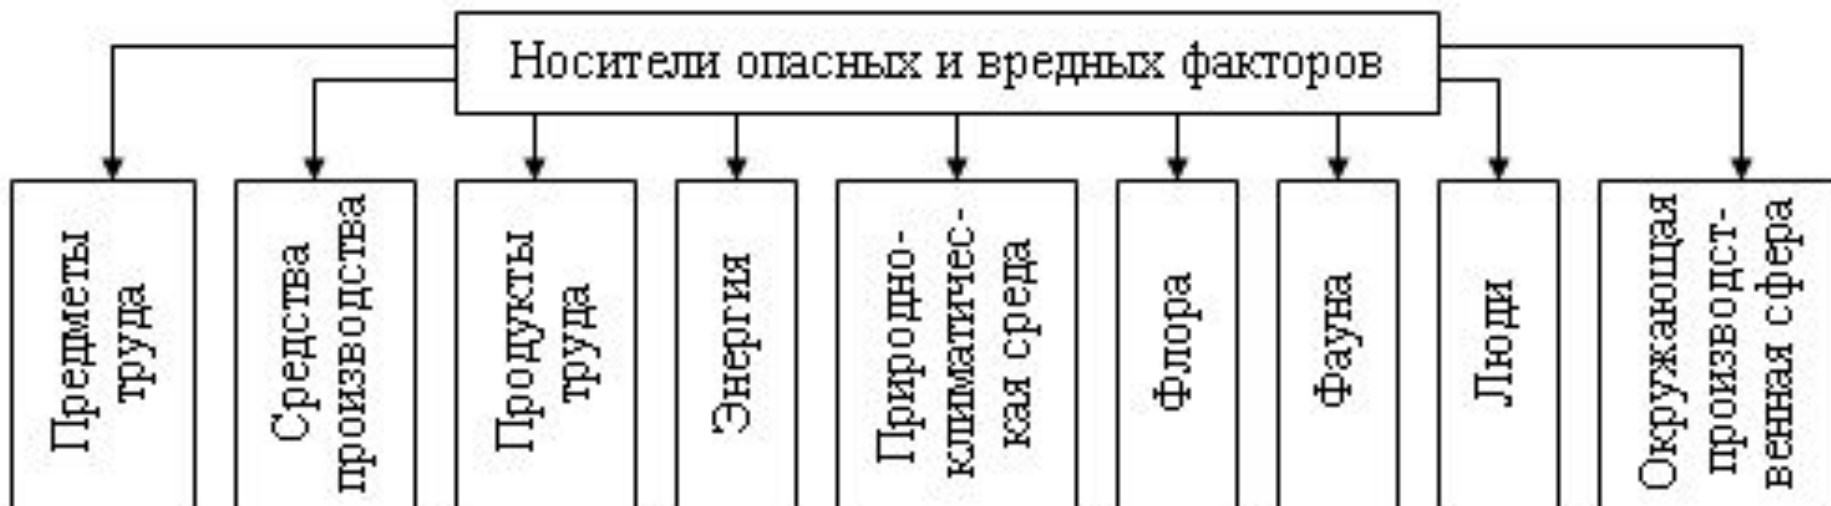 Носители опасных и вредных факторов
Предметы
труда
Средства
производства
Продукты
труда
Энергия
Природно-
климатичес-
кая среда
Флора
Фауна
Люди
Окружающая
производст-
венная сфера